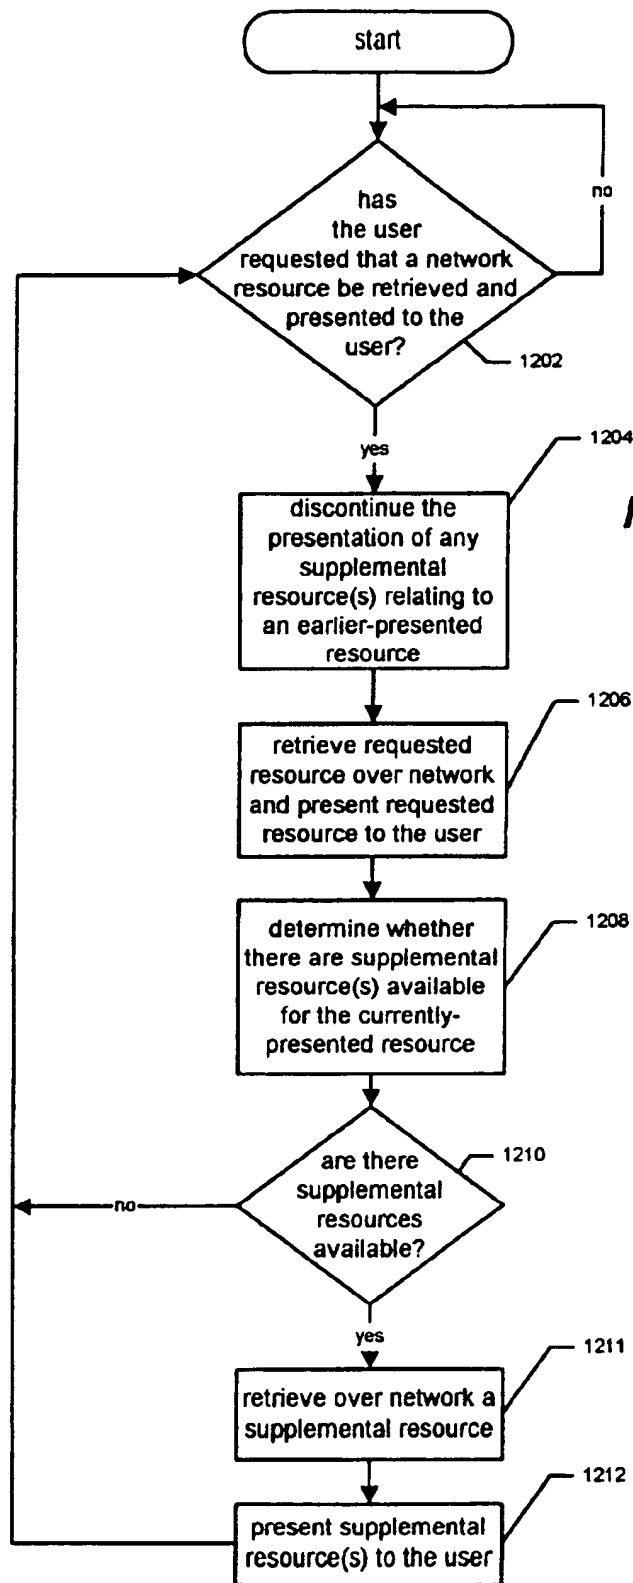 start
no
has
the user
requested that a network
resource be retrieved and
presented to the
user?
1202
yes
1204
discontinue the
presentation of any
supplemental
resource(s) relating to
an earlier-presented
resource
1206
retrieve requested
resource over network
and present requested
resource to the user
1208
determine whether
there are supplemental
resource(s) available
for the currently-
presented resource
1210
are there
supplemental
resources
available?
no
yes
1211
retrieve over network a
supplemental resource
1212
present supplemental
resource(s) to the user